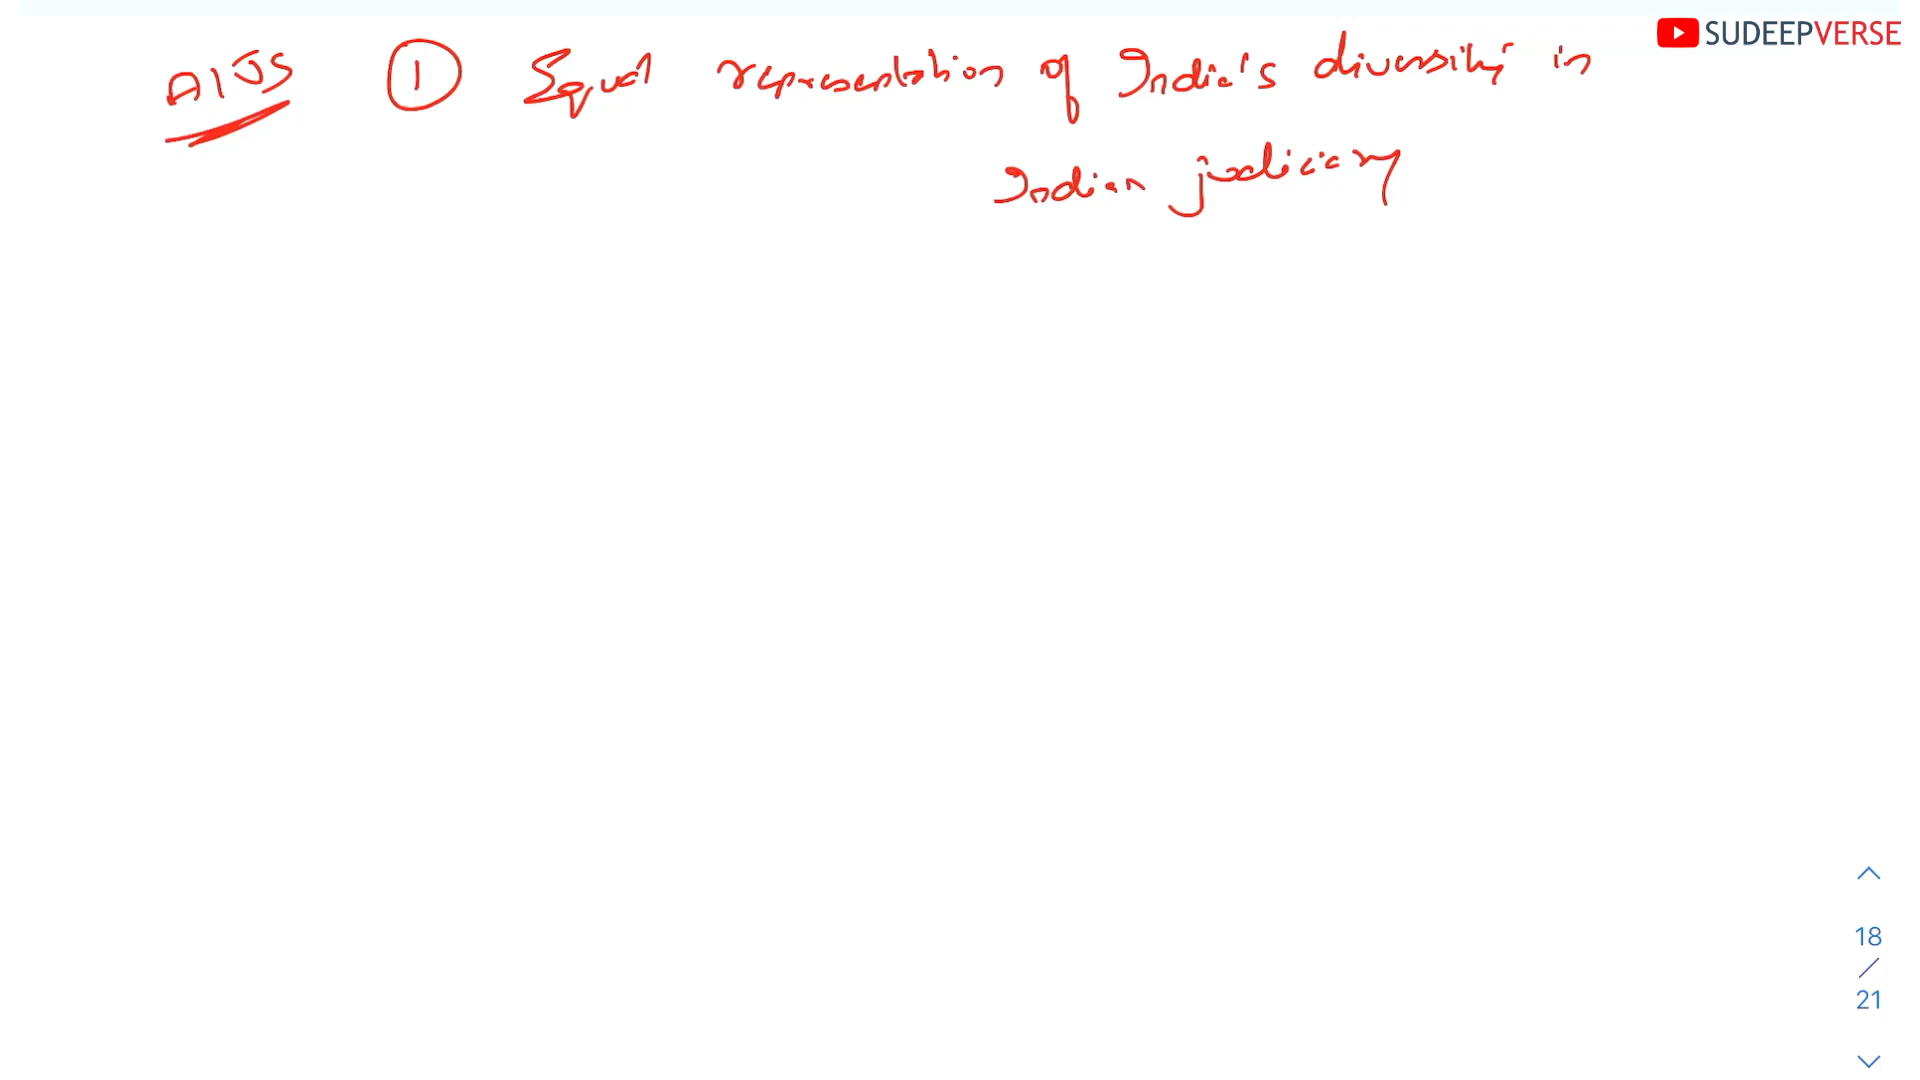 SUDEEPVERSE
AIJS ① Equal representation of India's diversity in
Indian judiciary
18
/
21